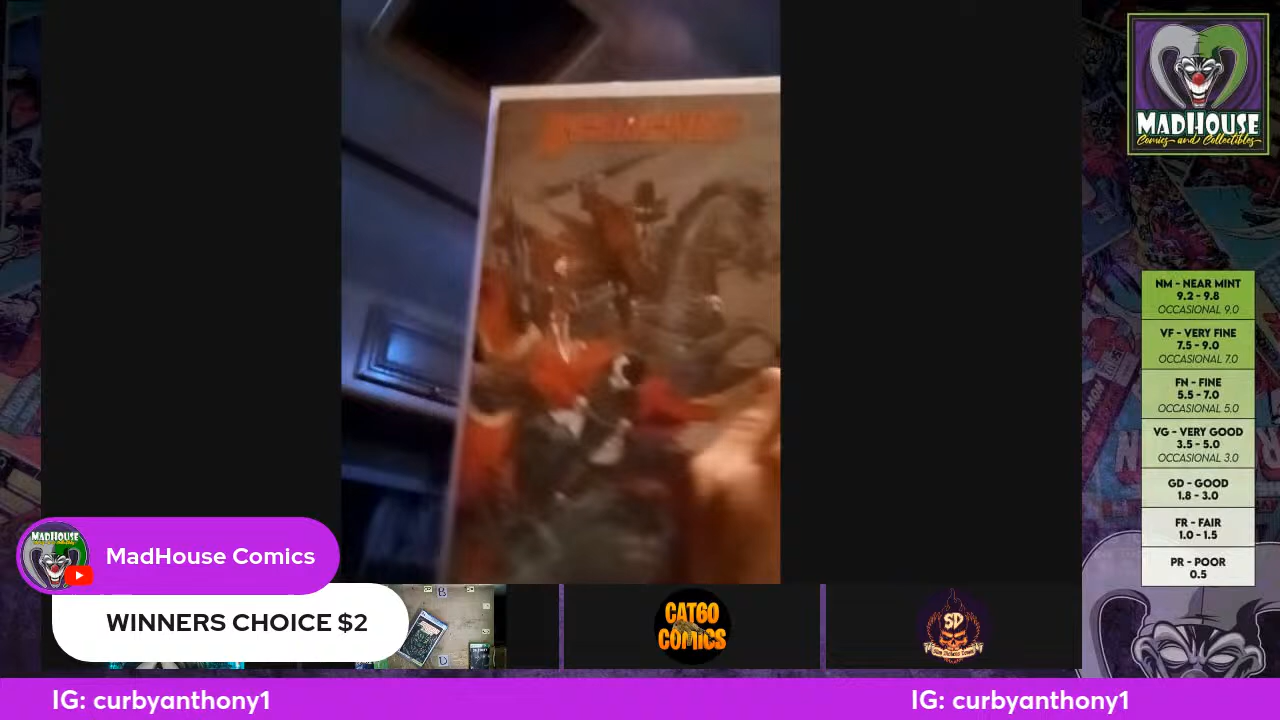 MADHOUSE
Comics and Collectibles
NM - NEAR MINT
9.2 - 9.8
OCCASIONAL 9.0
VF - VERY FINE
7.5 - 9.0
OCCASIONAL 7.0
FN - FINE
5.5 - 7.0
OCCASIONAL 5.0
VG - VERY GOOD
3.5 - 5.0
OCCASIONAL 3.0
GD - GOOD
1.8 - 3.0
FR - FAIR
1.0 - 1.5
PR - POOR
0.5
MADHOUSE
MadHouse Comics
WINNERS CHOICE $2
B
D
CAT60
COMICS
SD
IG: curbyanthony1
IG: curbyanthony1